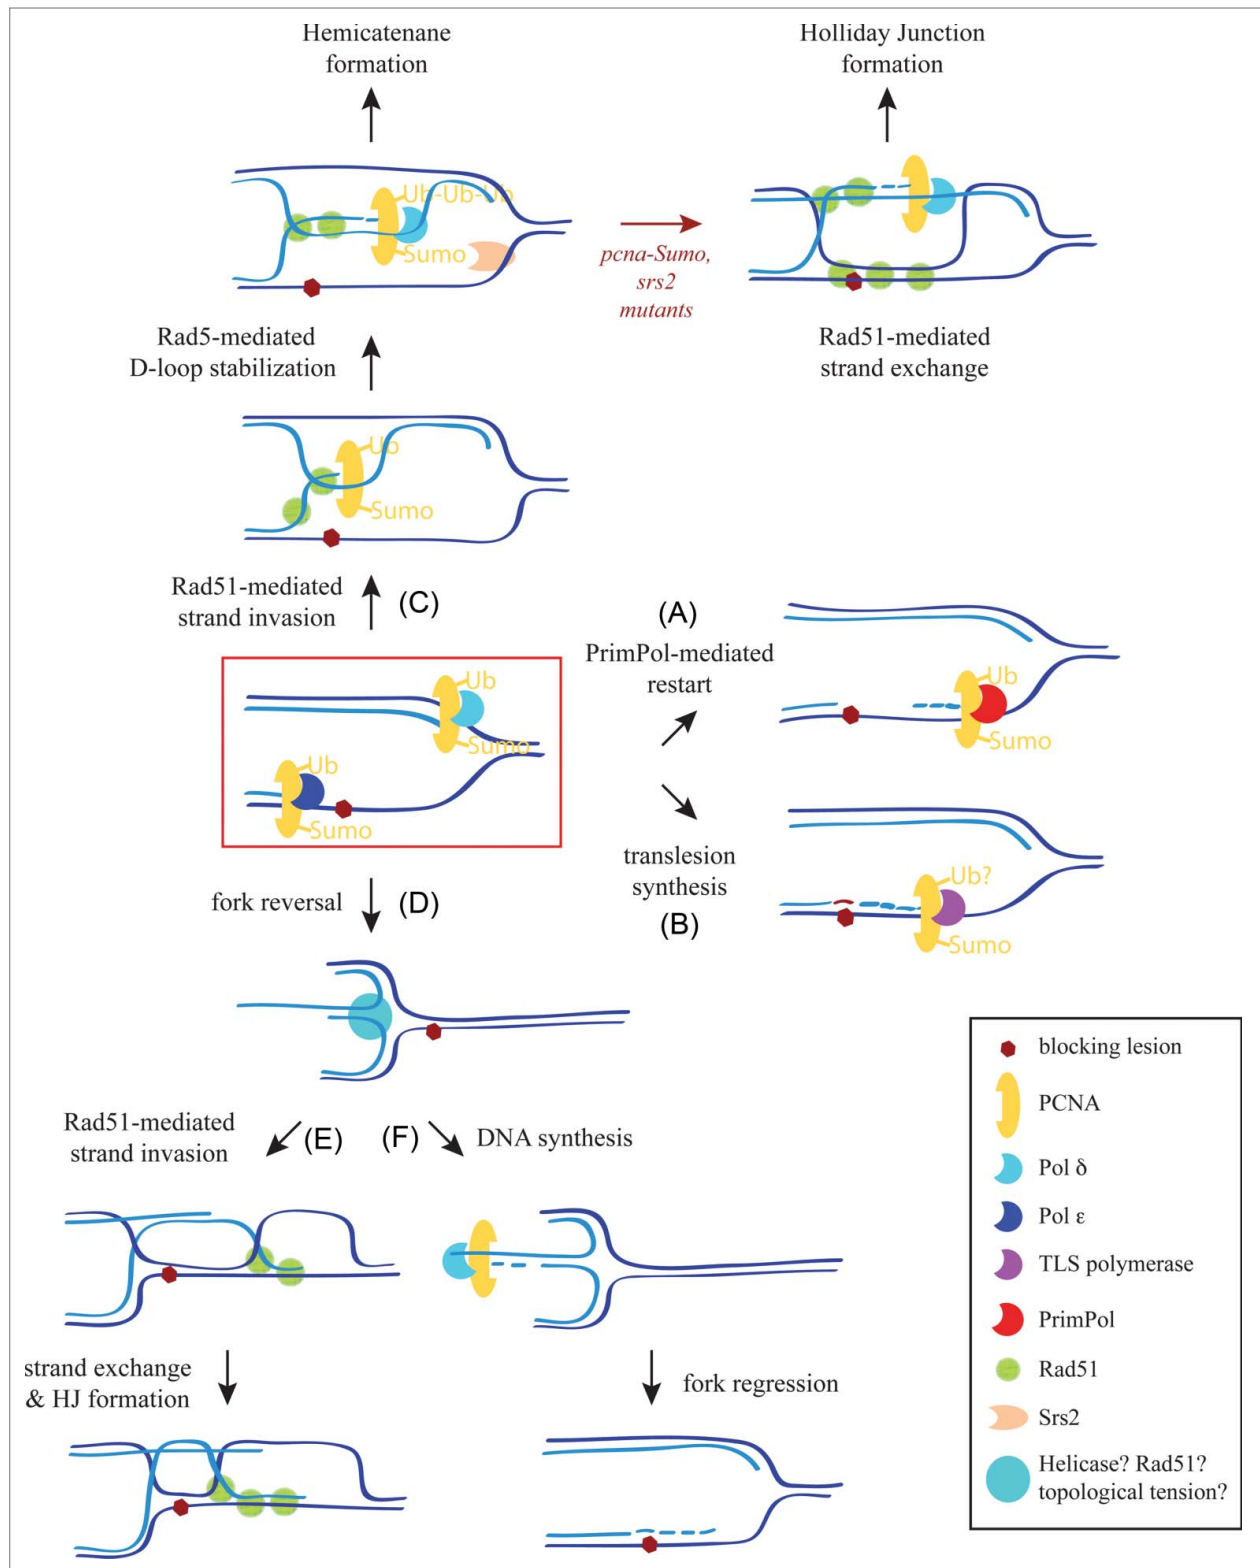 Hemicatenane
formation
Holliday Junction
formation
Ub-Ub-Ub
Sumo
pcna-Sumo,
srs2
mutants
Rad5-mediated
D-loop stabilization
Rad51-mediated
strand exchange
Ub
Sumo
Rad51-mediated
strand invasion
(C)
(A)
PrimPol-mediated
restart
Ub
Sumo
Ub
Sumo
Ub
Sumo
translesion
synthesis
(B)
Ub?
Sumo
fork reversal
(D)
Rad51-mediated
strand invasion
(E)
(F)
DNA synthesis
strand exchange
& HJ formation
fork regression
blocking lesion
PCNA
Pol δ
Pol ε
TLS polymerase
PrimPol
Rad51
Srs2
Helicase? Rad51?
topological tension?